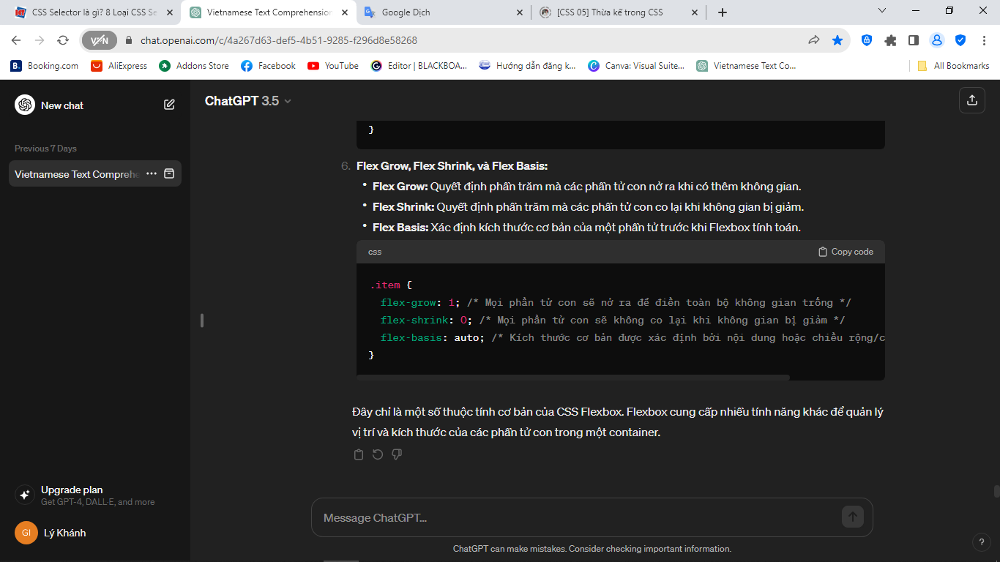 CSS Selector là gì? 8 Loại CSS Se
Vietnamese Text Comprehension
Google Dịch
[CSS 05] Thừa kế trong CSS
VPN
chat.openai.com/c/4a267d63-def5-4b51-9285-f296d8e58268
Booking.com
AliExpress
Addons Store
Facebook
YouTube
Editor | BLACKBOA...
Hướng dẫn đăng k...
Canva: Visual Suite...
Vietnamese Text Co...
All Bookmarks
New chat
ChatGPT 3.5
Previous 7 Days
Vietnamese Text Comprehe
}
6. Flex Grow, Flex Shrink, và Flex Basis:
• Flex Grow: Quyết định phần trăm mà các phần tử con nở ra khi có thêm không gian.
• Flex Shrink: Quyết định phần trăm mà các phần tử con co lại khi không gian bị giảm.
• Flex Basis: Xác định kích thước cơ bản của một phần tử trước khi Flexbox tính toán.
css
Copy code
.item {
flex-grow: 1; /* Mọi phần tử con sẽ nở ra để điền toàn bộ không gian trống */
flex-shrink: 0; /* Mọi phần tử con sẽ không co lại khi không gian bị giảm */
flex-basis: auto; /* Kích thước cơ bản được xác định bởi nội dung hoặc chiều rộng/c
}
Đây chỉ là một số thuộc tính cơ bản của CSS Flexbox. Flexbox cung cấp nhiều tính năng khác để quản lý
vị trí và kích thước của các phần tử con trong một container.
Upgrade plan
Get GPT-4, DALL·E, and more
GI
Lý Khánh
Message ChatGPT...
ChatGPT can make mistakes. Consider checking important information.
?